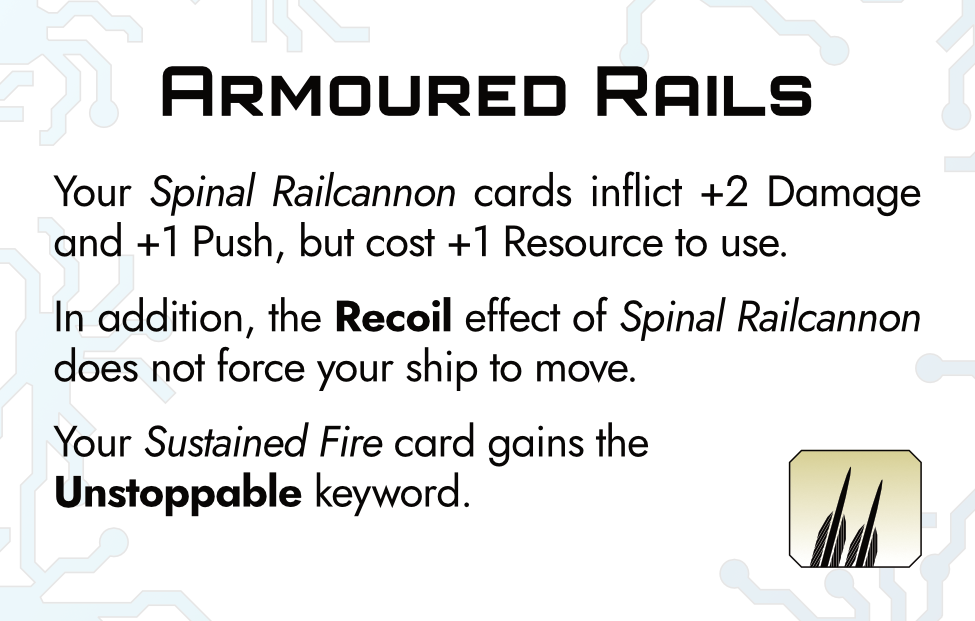 Armoured Rails
Your Spinal Railcannon cards inflict +2 Damage
and +1 Push, but cost +1 Resource to use.
In addition, the Recoil effect of Spinal Railcannon
does not force your ship to move.
Your Sustained Fire card gains the
Unstoppable keyword.